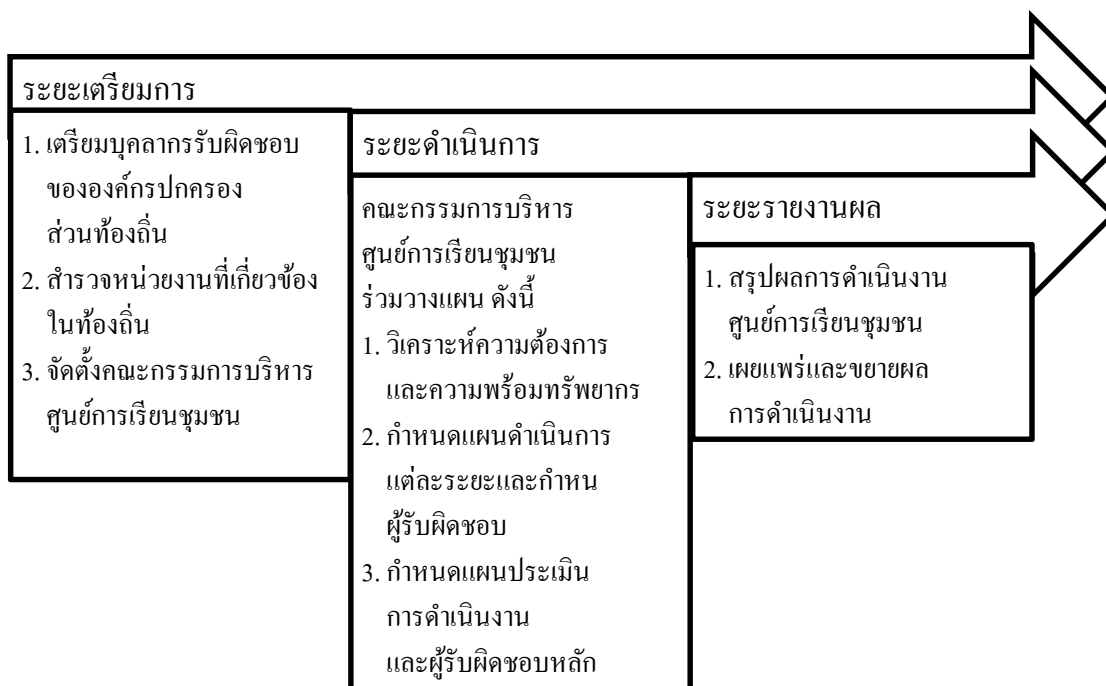 ระยะเตรียมการ
1. เตรียมบุคลากรรับผิดชอบ
ขององค์กรปกครอง
ส่วนท้องถิ่น
2. สำรวจหน่วยงานที่เกี่ยวข้อง
ในท้องถิ่น
3. จัดตั้งคณะกรรมการบริหาร
ศูนย์การเรียนชุมชน
ระยะดำเนินการ
คณะกรรมการบริหาร
ศูนย์การเรียนชุมชน
ร่วมวางแผน ดังนี้
1. วิเคราะห์ความต้องการ
และความพร้อมทรัพยากร
2. กำหนดแผนดำเนินการ
แต่ละระยะและกำหน
ผู้รับผิดชอบ
3. กำหนดแผนประเมิน
การดำเนินงาน
และผู้รับผิดชอบหลัก
ระยะรายงานผล
1. สรุปผลการดำเนินงาน
ศูนย์การเรียนชุมชน
2. เผยแพร่และขยายผล
การดำเนินงาน